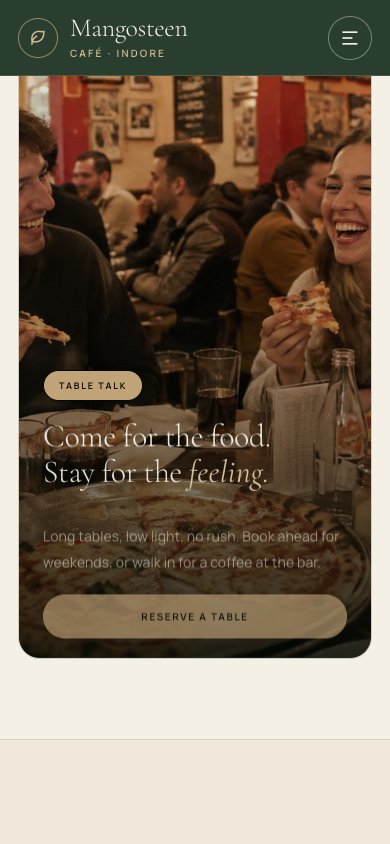 Mangosteen
CAFÉ · INDORE
TABLE TALK
Come for the food.
Stay for the feeling.
Long tables, low light, no rush. Book ahead for
weekends, or walk in for a coffee at the bar.
RESERVE A TABLE